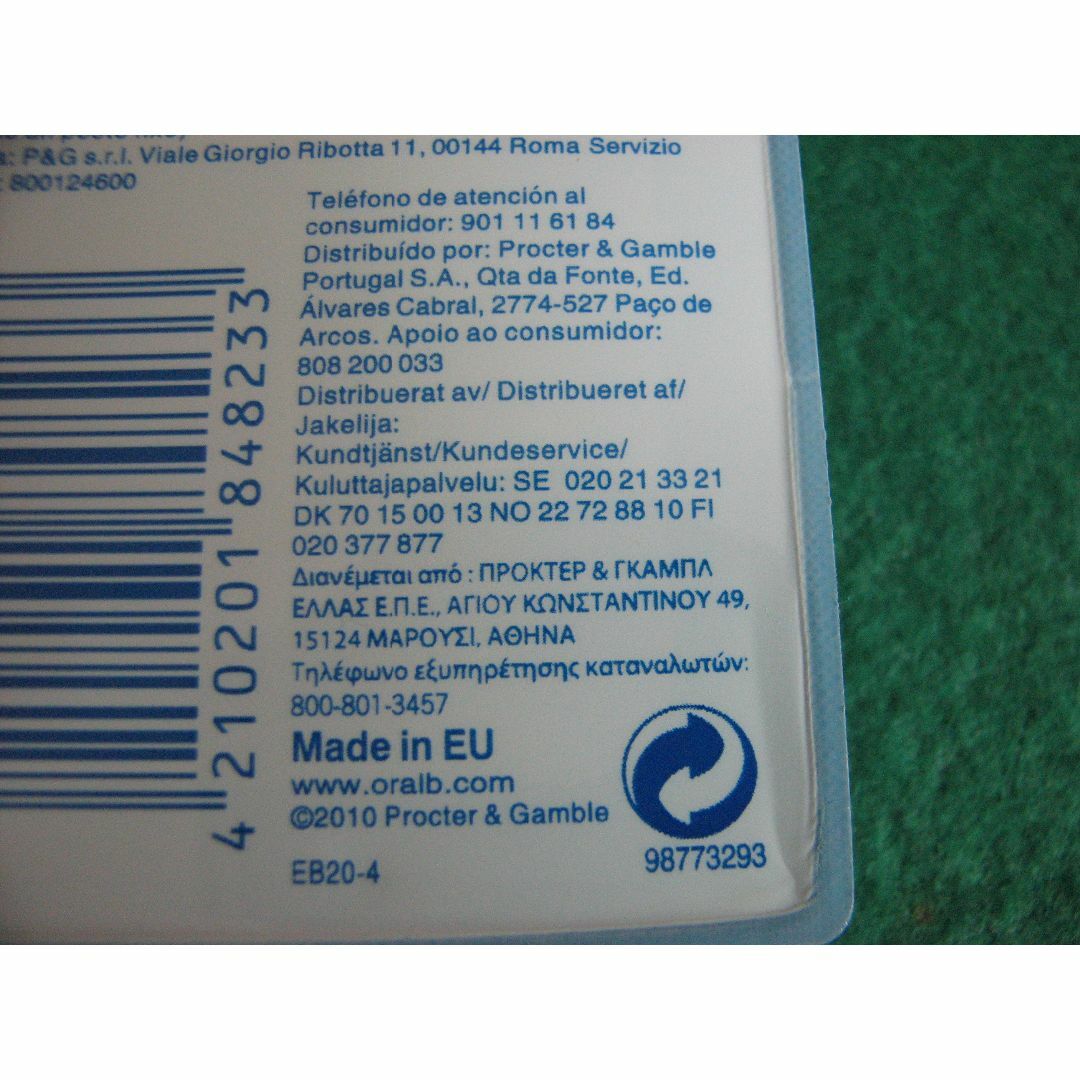 : P&G s.r.l. Viale Giorgio Ribotta 11, 00144 Roma Servizio
: 800124600
Teléfono de atención al
consumidor: 901 11 61 84
Distribuído por: Procter & Gamble
Portugal S.A., Qta da Fonte, Ed.
Álvares Cabral, 2774-527 Paço de
Arcos. Apoio ao consumidor:
808 200 033
Distribuerat av/ Distribueret af/
Jakelija:
Kundtjänst/Kundeservice/
Kuluttajapalvelu: SE 020 21 33 21
DK 70 15 00 13 NO 22 72 88 10 FI
020 377 877
Διανέμεται από : ΠΡΟΚΤΕΡ & ΓΚΑΜΠΛ
ΕΛΛΑΣ Ε.Π.Ε., ΑΓΙΟΥ ΚΩΝΣΤΑΝΤΙΝΟΥ 49,
15124 ΜΑΡΟΥΣΙ, ΑΘΗΝΑ
Τηλέφωνο εξυπηρέτησης καταναλωτών:
800-801-3457
Made in EU
www.oralb.com
©2010 Procter & Gamble
EB20-4
98773293
4 210201 848233